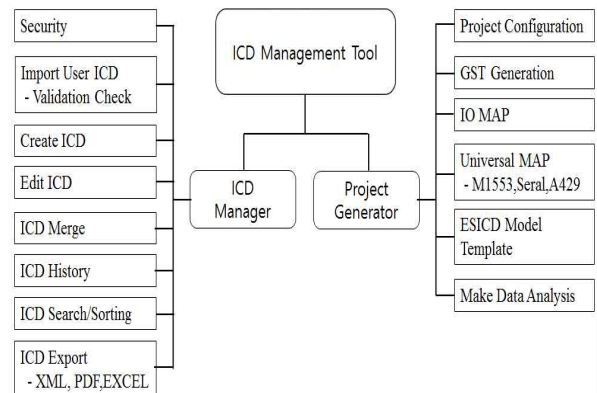 ICD Management Tool
ICD
Manager
Project
Generator
Security
Import User ICD
- Validation Check
Create ICD
Edit ICD
ICD Merge
ICD History
ICD Search/Sorting
ICD Export
- XML, PDF,EXCEL
Project Configuration
GST Generation
IO MAP
Universal MAP
- M1553,Seral,A429
ESICD Model
Template
Make Data Analysis